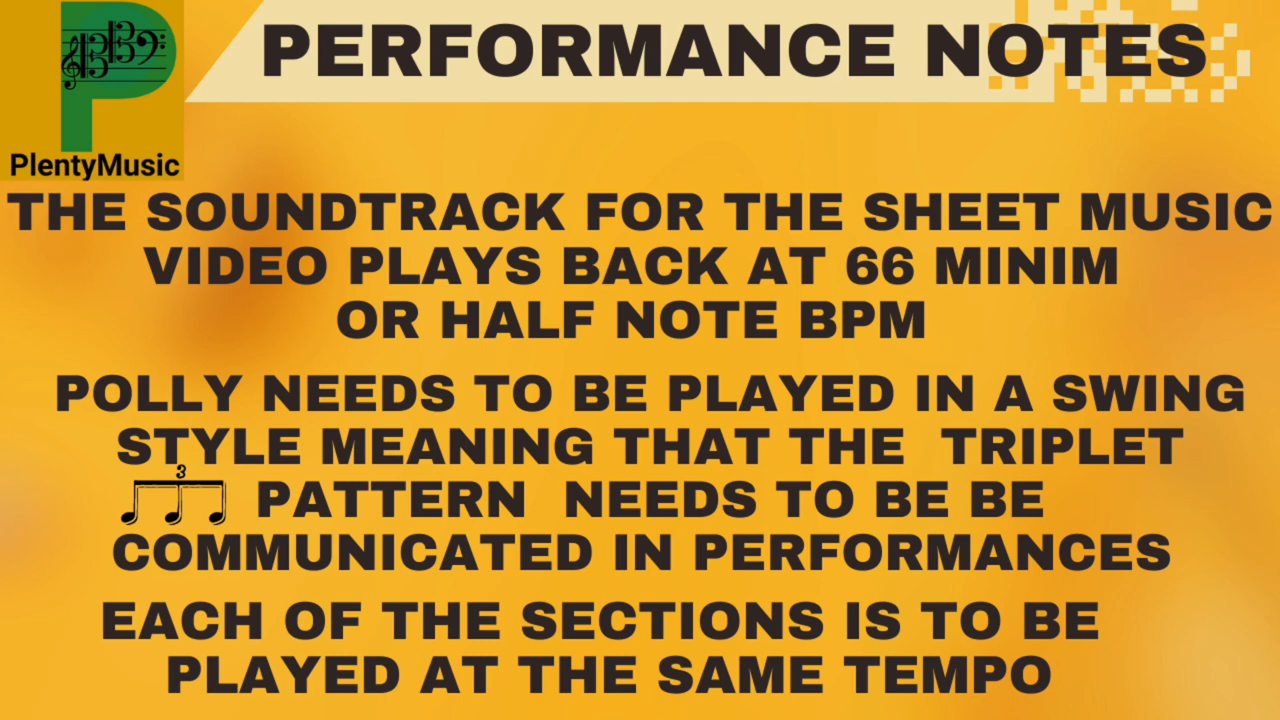 PERFORMANCE NOTES
PlentyMusic
THE SOUNDTRACK FOR THE SHEET MUSIC
VIDEO PLAYS BACK AT 66 MINIM
OR HALF NOTE BPM
POLLY NEEDS TO BE PLAYED IN A SWING
STYLE MEANING THAT THE TRIPLET
3
PATTERN NEEDS TO BE BE
COMMUNICATED IN PERFORMANCES
EACH OF THE SECTIONS IS TO BE
PLAYED AT THE SAME TEMPO